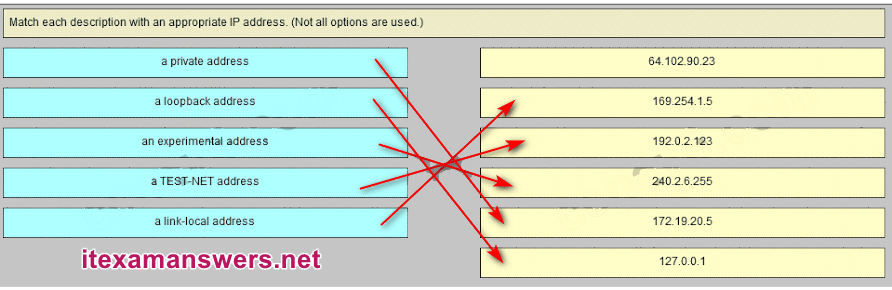 Match each description with an appropriate IP address. (Not all options are used.)
a private address
64.102.90.23
a loopback address
169.254.1.5
an experimental address
192.0.2.123
a TEST-NET address
240.2.6.255
a link-local address
172.19.20.5
127.0.0.1
itexamanswers.net